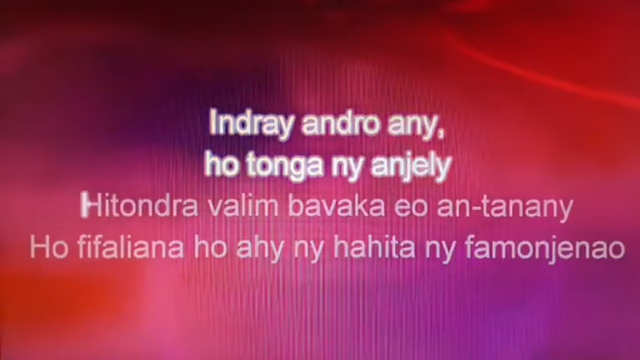 Indray andro any,
ho tonga ny anjely
Hitondra valim bavaka eo an-tanany
Ho fifaliana ho ahy ny hahita ny famonjenao